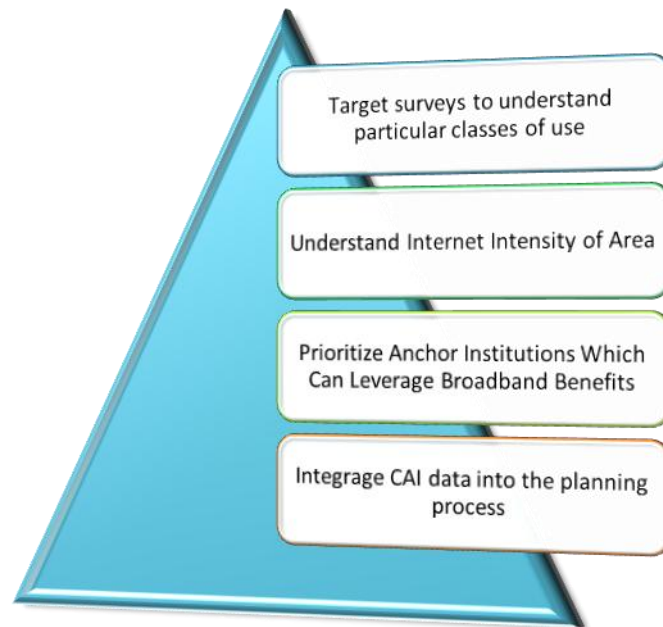 Target surveys to understand
particular classes of use
Understand Internet Intensity of Area
Prioritize Anchor Institutions Which
Can Leverage Broadband Benefits
Integrage CAI data into the planning
process